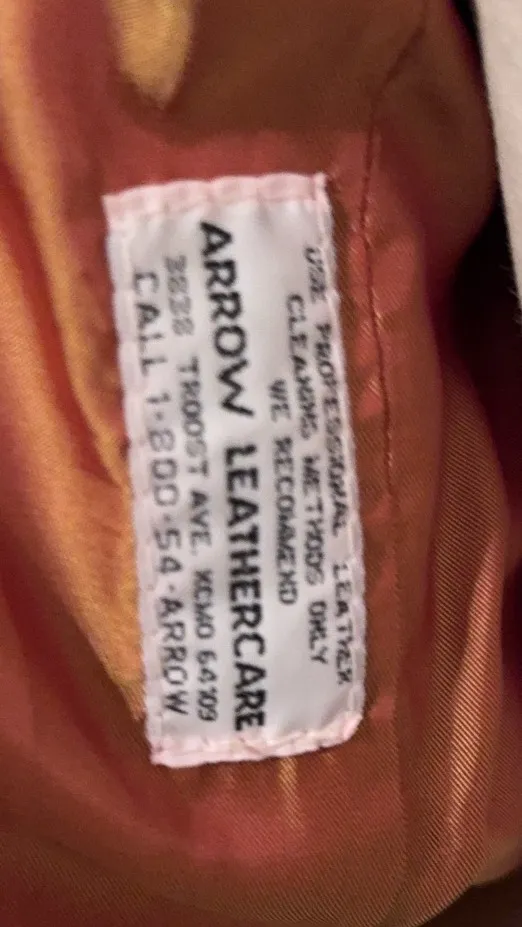 USE PROFESSIONAL LEATHER
CLEANING METHODS ONLY
WE RECOMMEND
ARROW LEATHERCARE
3838 TROOST AVE. KCMO 64109
CALL 1-800-54-ARROW